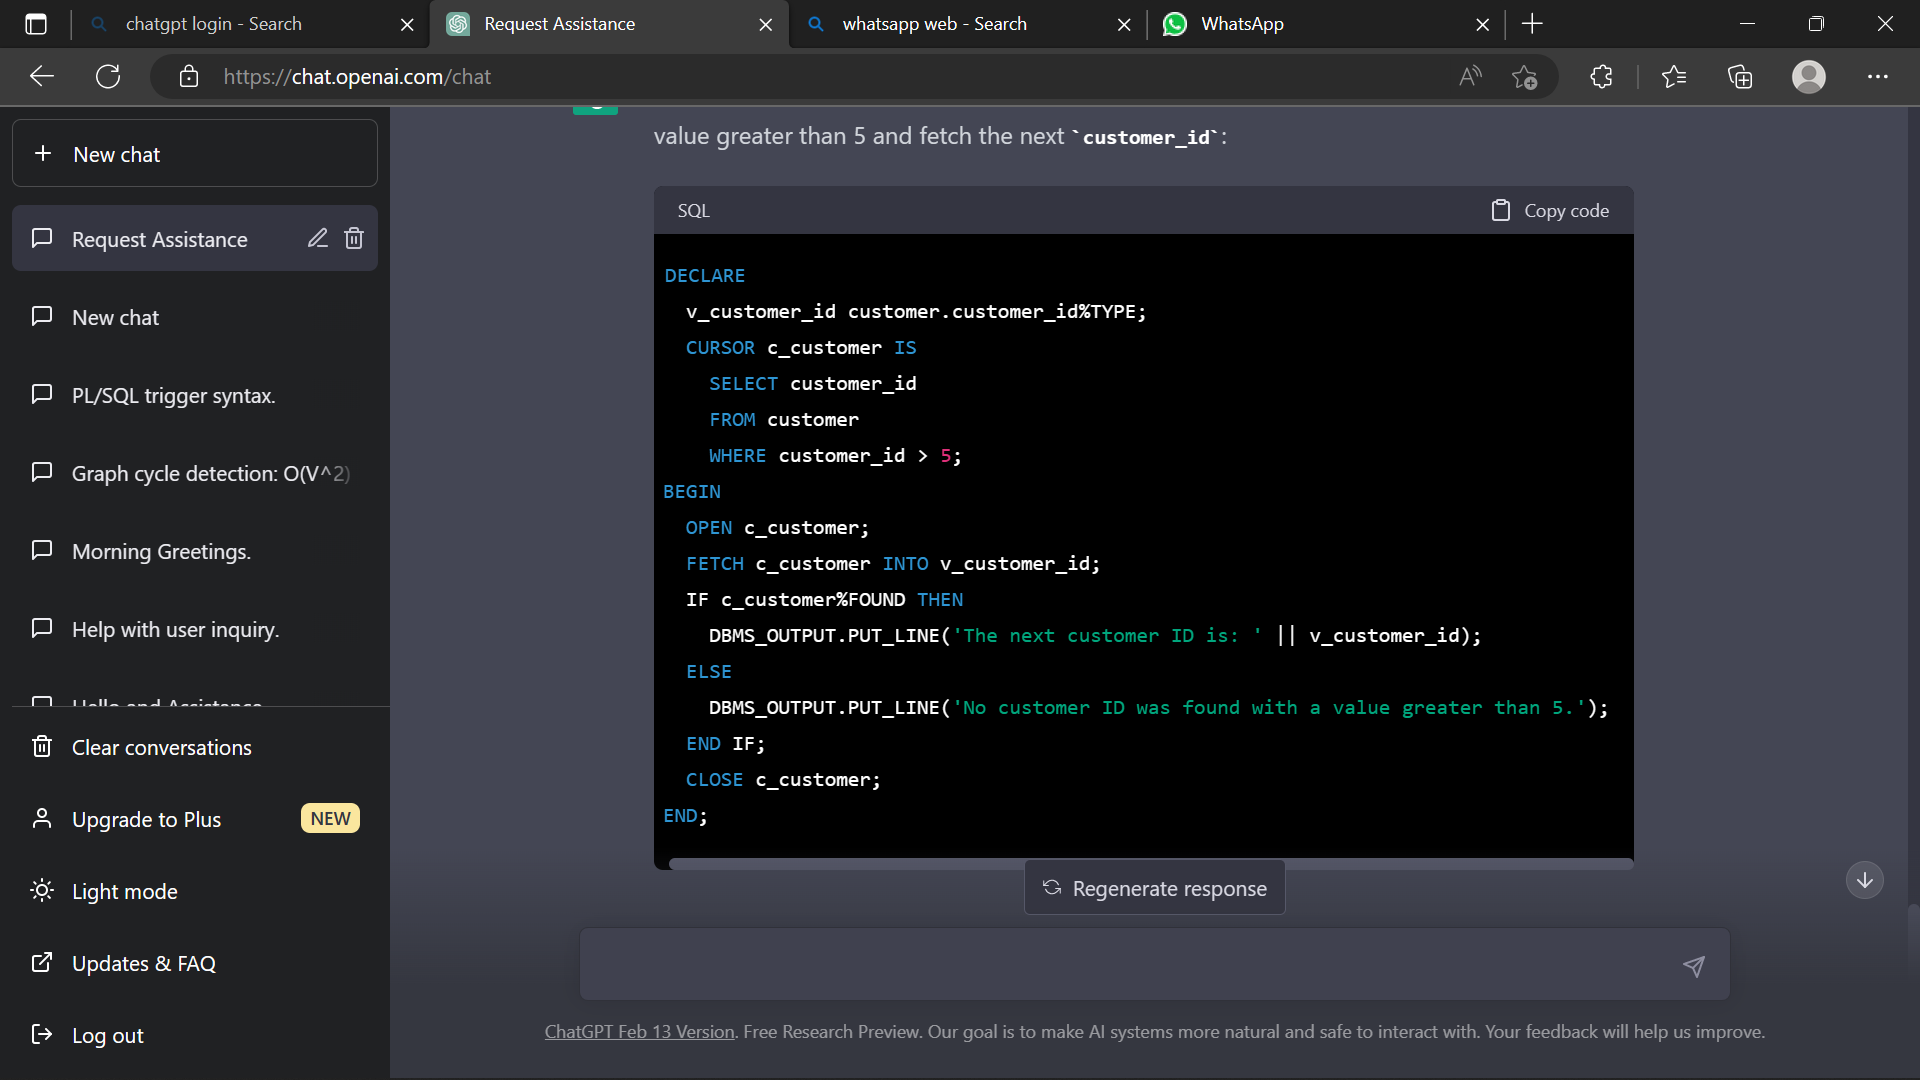 chatgpt login - Search
Request Assistance
whatsapp web - Search
WhatsApp
https://chat.openai.com/chat
New chat
Request Assistance
New chat
PL/SQL trigger syntax.
Graph cycle detection: O(V^2)
Morning Greetings.
Help with user inquiry.
Hello and Assistance
Clear conversations
Upgrade to Plus NEW
Light mode
Updates & FAQ
Log out
value greater than 5 and fetch the next `customer_id`:
SQL
Copy code
DECLARE
  v_customer_id customer.customer_id%TYPE;
  CURSOR c_customer IS
    SELECT customer_id
    FROM customer
    WHERE customer_id > 5;
BEGIN
  OPEN c_customer;
  FETCH c_customer INTO v_customer_id;
  IF c_customer%FOUND THEN
    DBMS_OUTPUT.PUT_LINE('The next customer ID is: ' || v_customer_id);
  ELSE
    DBMS_OUTPUT.PUT_LINE('No customer ID was found with a value greater than 5.');
  END IF;
  CLOSE c_customer;
END;
Regenerate response
ChatGPT Feb 13 Version. Free Research Preview. Our goal is to make AI systems more natural and safe to interact with. Your feedback will help us improve.